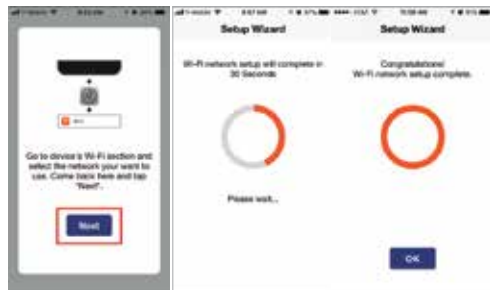 Go to device's Wi-Fi section and
select the network your want to
use. Come back here and tap
"Next".
Next
Setup Wizard
Wi-Fi network setup will complete in
30 Seconds
Please wait...
Setup Wizard
Congratulations!
Wi-Fi network setup complete.
OK